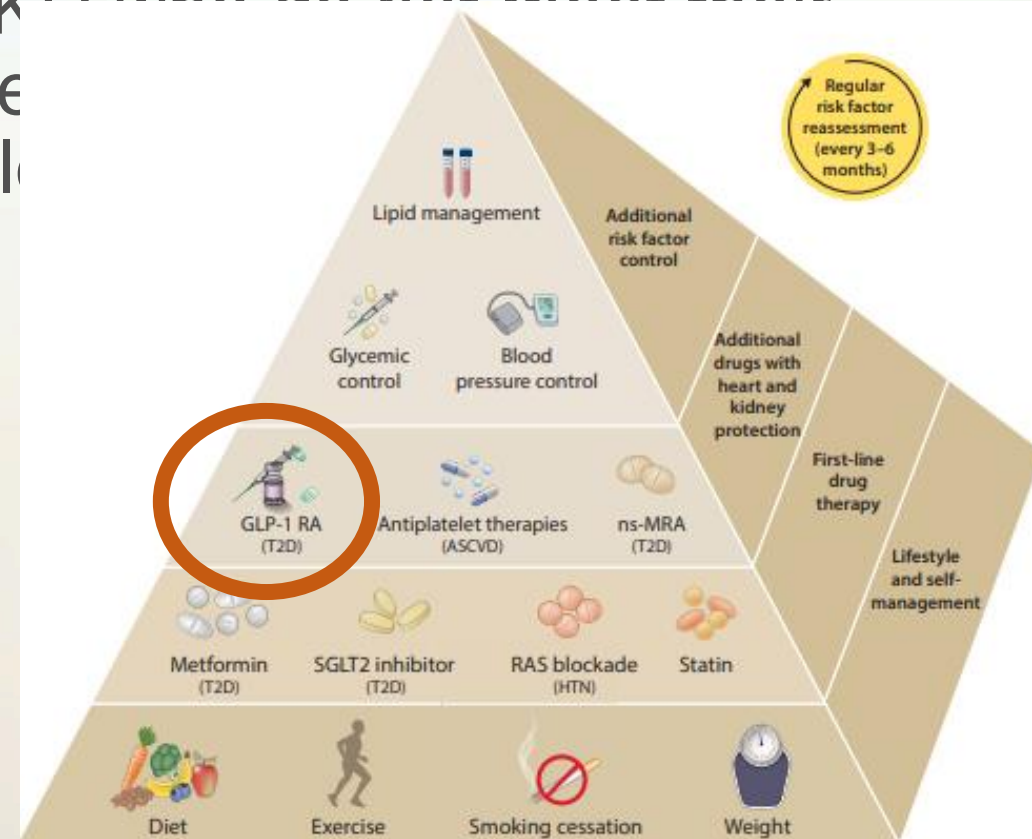 Regular
risk factor
reassessment
(every 3–6
months)
Lipid management
Additional
risk factor
control
Glycemic
control
Blood
pressure control
Additional
drugs with
heart and
kidney
protection
GLP-1 RA
(T2D)
Antiplatelet therapies
(ASCVD)
ns-MRA
(T2D)
First-line
drug
therapy
Metformin
(T2D)
SGLT2 inhibitor
(T2D)
RAS blockade
(HTN)
Statin
Lifestyle
and self-
management
Diet
Exercise
Smoking cessation
Weight